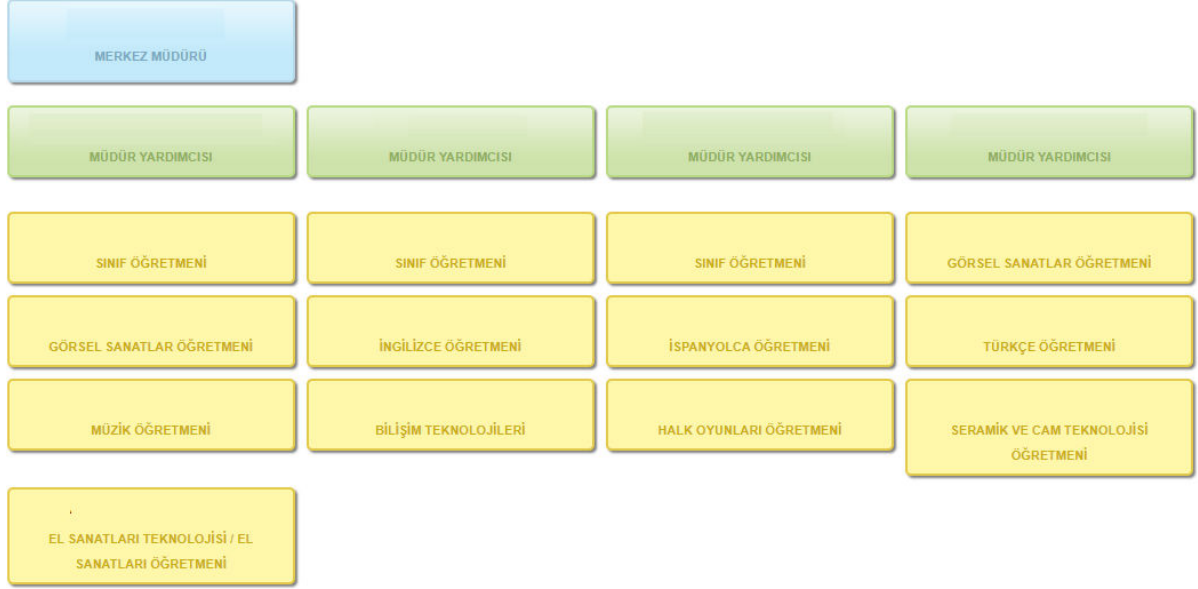 MERKEZ MÜDÜRÜ
MÜDÜR YARDIMCISI
MÜDÜR YARDIMCISI
MÜDÜR YARDIMCISI
MÜDÜR YARDIMCISI
SINIF ÖĞRETMENİ
SINIF ÖĞRETMENİ
SINIF ÖĞRETMENİ
GÖRSEL SANATLAR ÖĞRETMENİ
GÖRSEL SANATLAR ÖĞRETMENİ
İNGİLİZCE ÖĞRETMENİ
İSPANYOLCA ÖĞRETMENİ
TÜRKÇE ÖĞRETMENİ
MÜZİK ÖĞRETMENİ
BİLİŞİM TEKNOLOJİLERİ
HALK OYUNLARI ÖĞRETMENİ
SERAMİK VE CAM TEKNOLOJİSİ
ÖĞRETMENİ
EL SANATLARI TEKNOLOJİSİ / EL
SANATLARI ÖĞRETMENİ